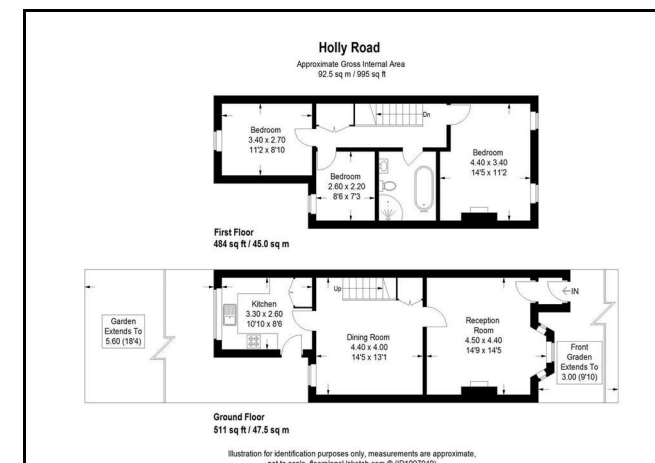 Holly Road
Approximate Gross Internal Area
92.5 sq m / 995 sq ft
Bedroom
3.40 x 2.70
11'2 x 8'10
Dn
Bedroom
4.40 x 3.40
14'5 x 11'2
Bedroom
2.60 x 2.20
8'6 x 7'3
First Floor
484 sq ft / 45.0 sq m
Garden
Extends To
5.60 (18'4)
Kitchen
3.30 x 2.60
10'10 x 8'6
Up
Dining Room
4.40 x 4.00
14'5 x 13'1
Reception
Room
4.50 x 4.40
14'9 x 14'5
IN
Front
Graden
Extends To
3.00 (9'10)
Ground Floor
511 sq ft / 47.5 sq m
Illustration for identification purposes only, measurements are approximate,
not to scale.